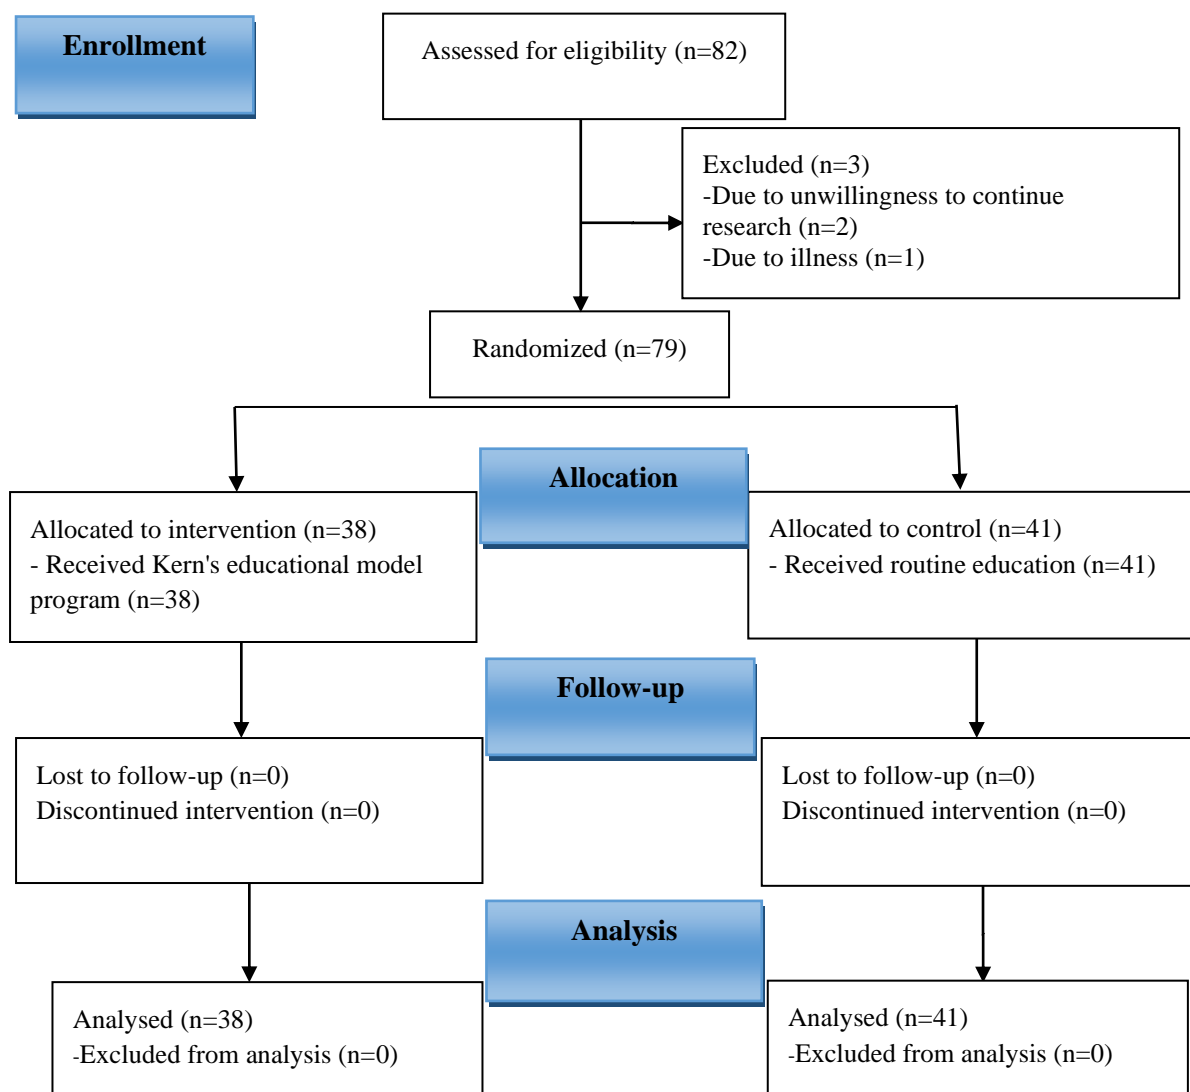 Enrollment
Assessed for eligibility (n=82)
Excluded (n=3)
-Due to unwillingness to continue
research (n=2)
-Due to illness (n=1)
Randomized (n=79)
Allocation
Allocated to intervention (n=38)
- Received Kern's educational model
program (n=38)
Allocated to control (n=41)
- Received routine education (n=41)
Follow-up
Lost to follow-up (n=0)
Discontinued intervention (n=0)
Lost to follow-up (n=0)
Discontinued intervention (n=0)
Analysis
Analysed (n=38)
-Excluded from analysis (n=0)
Analysed (n=41)
-Excluded from analysis (n=0)